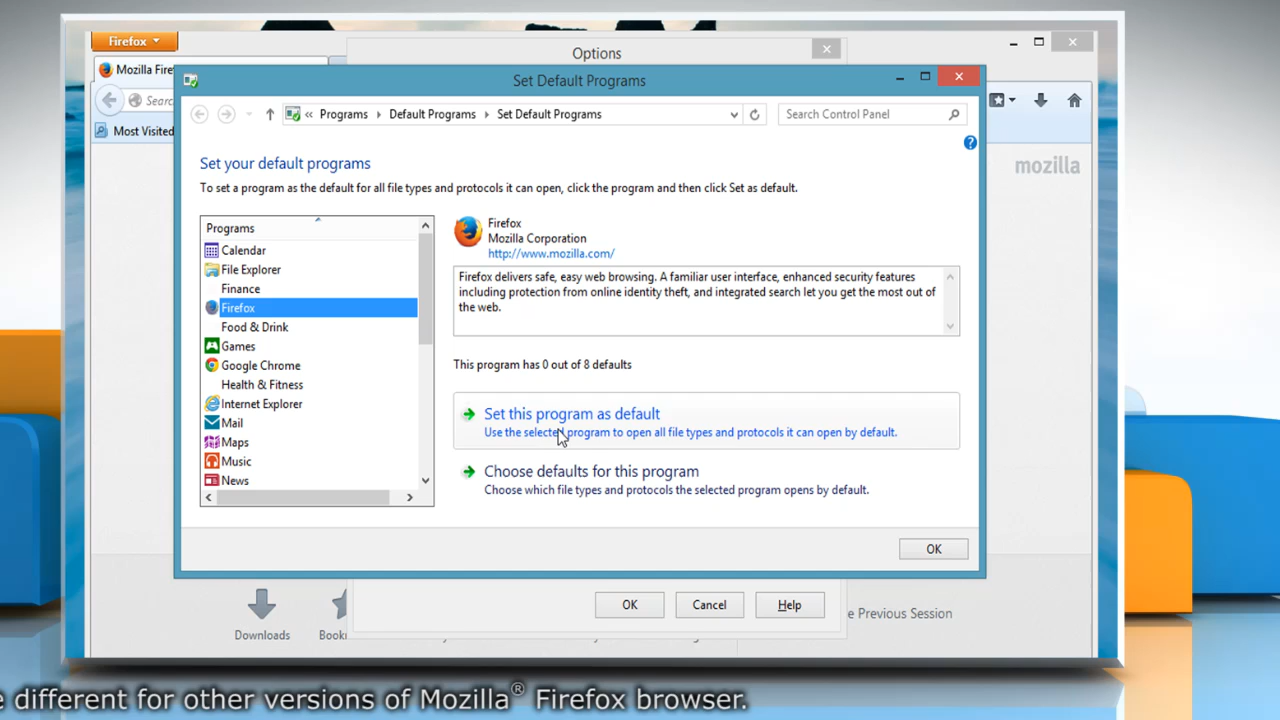 Firefox
Options
Mozilla Fire
Set Default Programs
Programs
Default Programs
Set Default Programs
Search Control Panel
Searc
Most Visited
mozilla
Set your default programs
To set a program as the default for all file types and protocols it can open, click the program and then click Set as default.
Programs
Calendar
File Explorer
Finance
Firefox
Food & Drink
Games
Google Chrome
Health & Fitness
Internet Explorer
Mail
Maps
Music
News
Firefox
Mozilla Corporation
http://www.mozilla.com/
Firefox delivers safe, easy web browsing. A familiar user interface, enhanced security features
including protection from online identity theft, and integrated search let you get the most out of
the web.
This program has 0 out of 8 defaults
Set this program as default
Use the selected program to open all file types and protocols it can open by default.
Choose defaults for this program
Choose which file types and protocols the selected program opens by default.
OK
OK
Cancel
Help
Downloads
Bookı
e Previous Session
e different for other versions of Mozilla® Firefox browser.